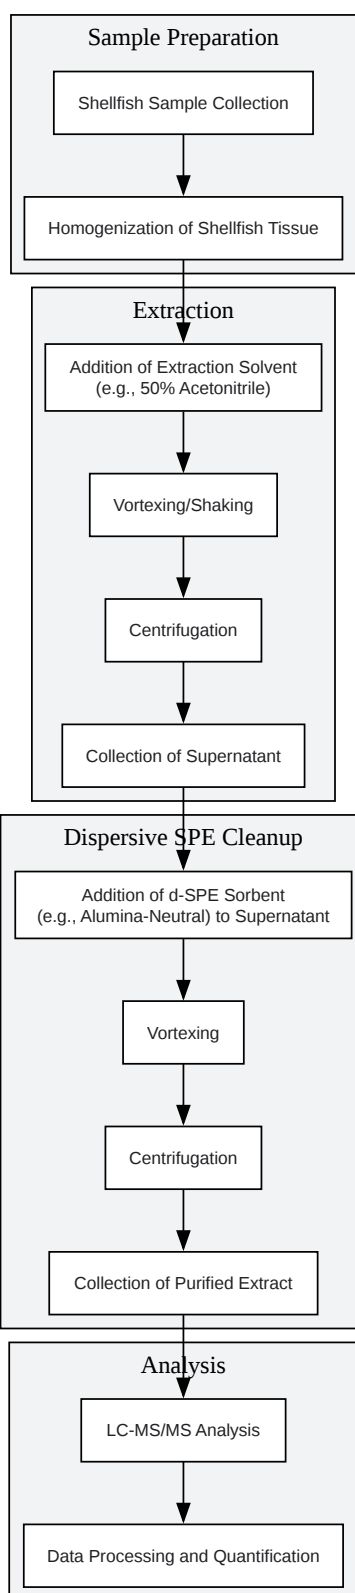 Sample Preparation
Shellfish Sample Collection
Homogenization of Shellfish Tissue
Extraction
Addition of Extraction Solvent
(e.g., 50% Acetonitrile)
Vortexing/Shaking
Centrifugation
Collection of Supernatant
Dispersive SPE Cleanup
Addition of d-SPE Sorbent
(e.g., Alumina-Neutral) to Supernatant
Vortexing
Centrifugation
Collection of Purified Extract
Analysis
LC-MS/MS Analysis
Data Processing and Quantification